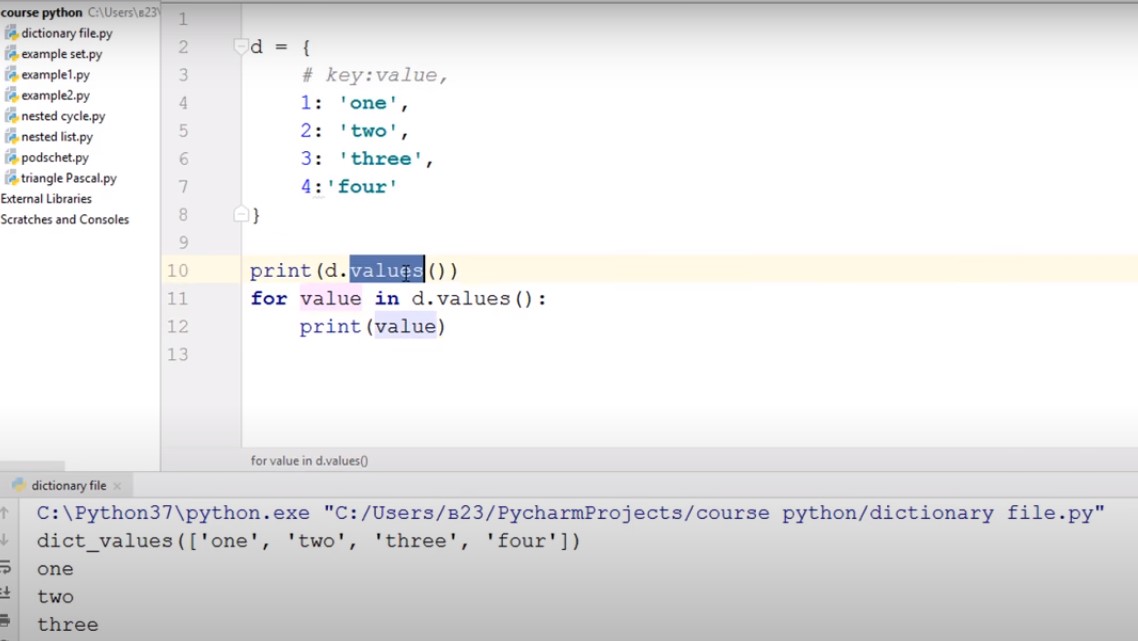 course python C:\Users\в23\
dictionary file.py
example set.py
example1.py
example2.py
nested cycle.py
nested list.py
podschet.py
triangle Pascal.py
External Libraries
Scratches and Consoles
1
2 d = {
3 # key:value,
4 1: 'one',
5 2: 'two',
6 3: 'three',
7 4:'four'
8 }
9
10 print(d.values())
11 for value in d.values():
12 print(value)
13
for value in d.values()
dictionary file
C:\Python37\python.exe "C:/Users/в23/PycharmProjects/course python/dictionary file.py"
dict_values(['one', 'two', 'three', 'four'])
one
two
three